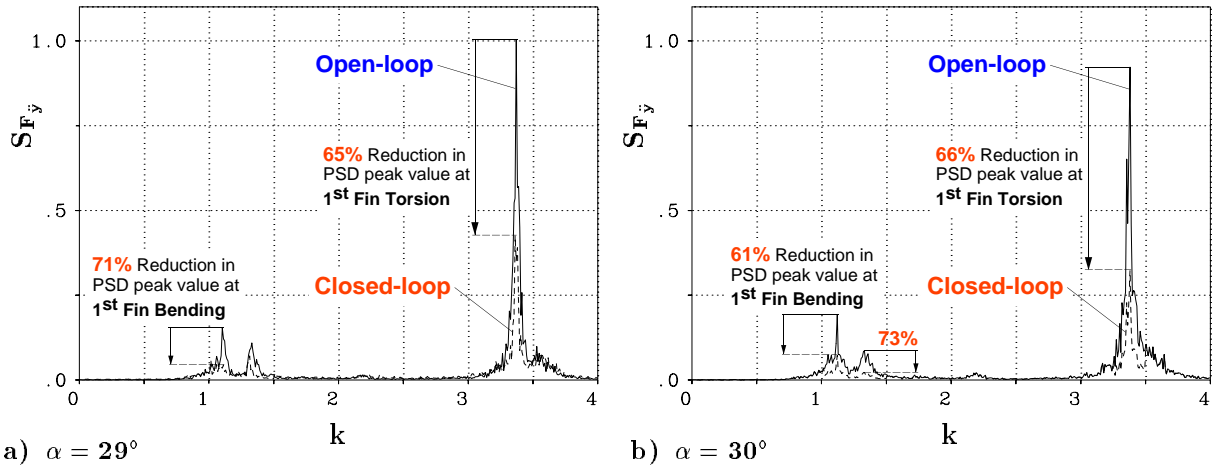 1.0
Open-loop
S_Fÿ
65% Reduction in
PSD peak value at
1st Fin Torsion
.5
71% Reduction in
PSD peak value at
1st Fin Bending
Closed-loop
.0
0 1 2 3 4
k
a) α = 29°
1.0
Open-loop
S_Fÿ
66% Reduction in
PSD peak value at
1st Fin Torsion
.5
61% Reduction in
PSD peak value at
1st Fin Bending
Closed-loop
73%
.0
0 1 2 3 4
k
b) α = 30°